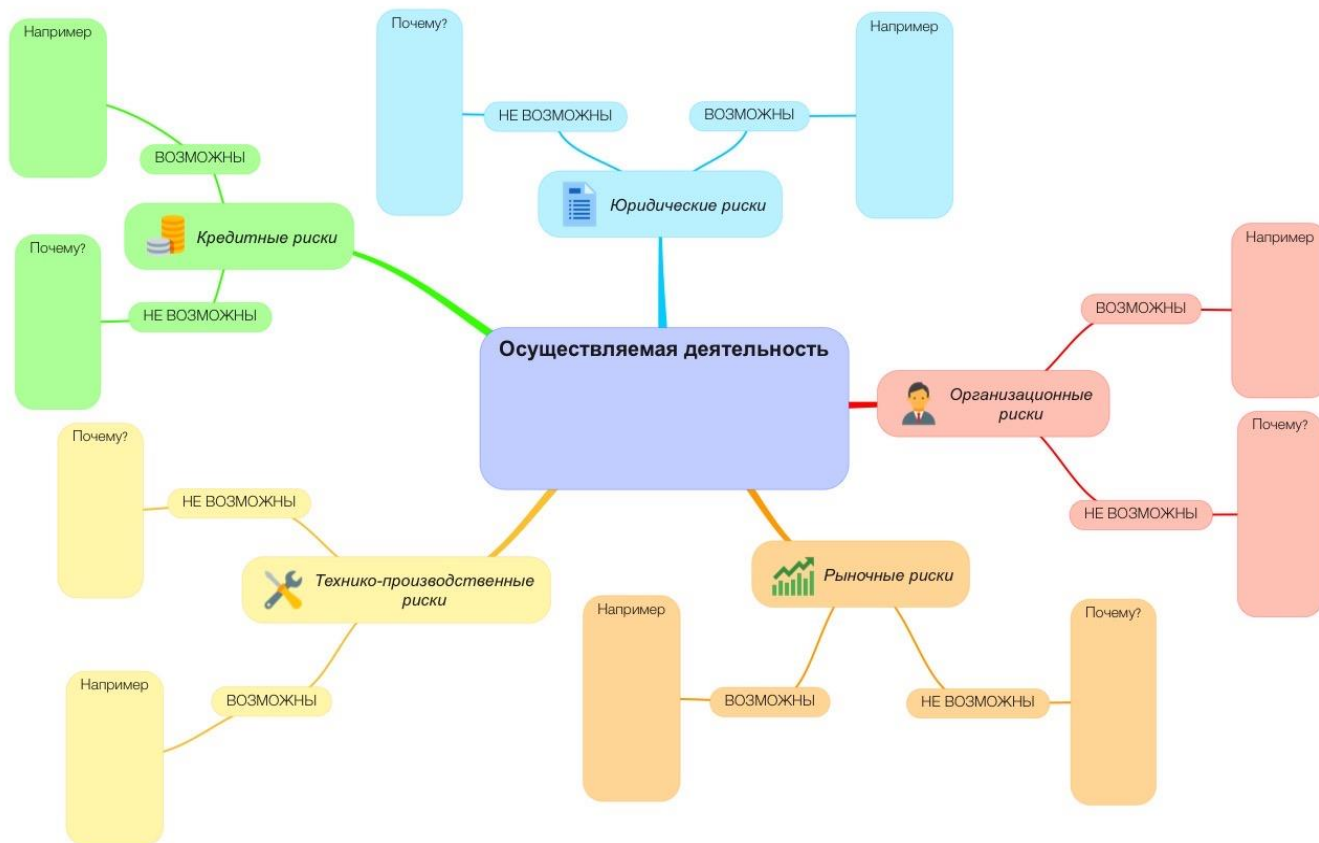 Например
Почему?
Например
НЕ ВОЗМОЖНЫ
ВОЗМОЖНЫ
ВОЗМОЖНЫ
Юридические риски
Кредитные риски
Почему?
Например
НЕ ВОЗМОЖНЫ
ВОЗМОЖНЫ
Осуществляемая деятельность
Организационные
риски
Почему?
Почему?
НЕ ВОЗМОЖНЫ
НЕ ВОЗМОЖНЫ
Технико-производственные
риски
Рыночные риски
Например
Почему?
Например
ВОЗМОЖНЫ
ВОЗМОЖНЫ
НЕ ВОЗМОЖНЫ